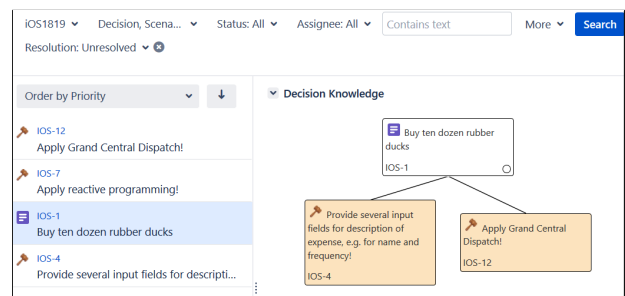 iOS1819 Decision, Scena... Status: All Assignee: All Contains text More Search
Resolution: Unresolved
Order by Priority
IOS-12
Apply Grand Central Dispatch!
IOS-7
Apply reactive programming!
IOS-1
Buy ten dozen rubber ducks
IOS-4
Provide several input fields for descripti...
Decision Knowledge
Buy ten dozen rubber
ducks
IOS-1
Provide several input
fields for description of
expense, e.g. for name and
frequency!
IOS-4
Apply Grand Central
Dispatch!
IOS-12